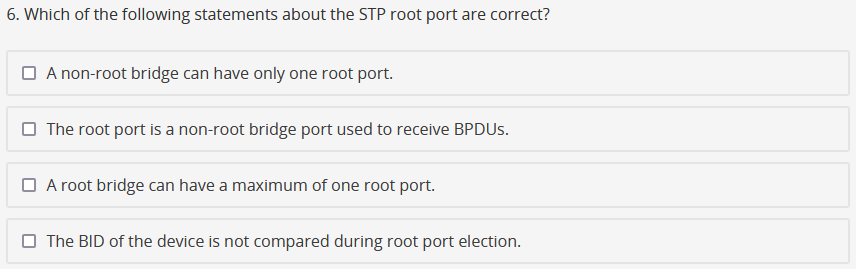 6. Which of the following statements about the STP root port are correct?
A non-root bridge can have only one root port.
The root port is a non-root bridge port used to receive BPDUs.
A root bridge can have a maximum of one root port.
The BID of the device is not compared during root port election.